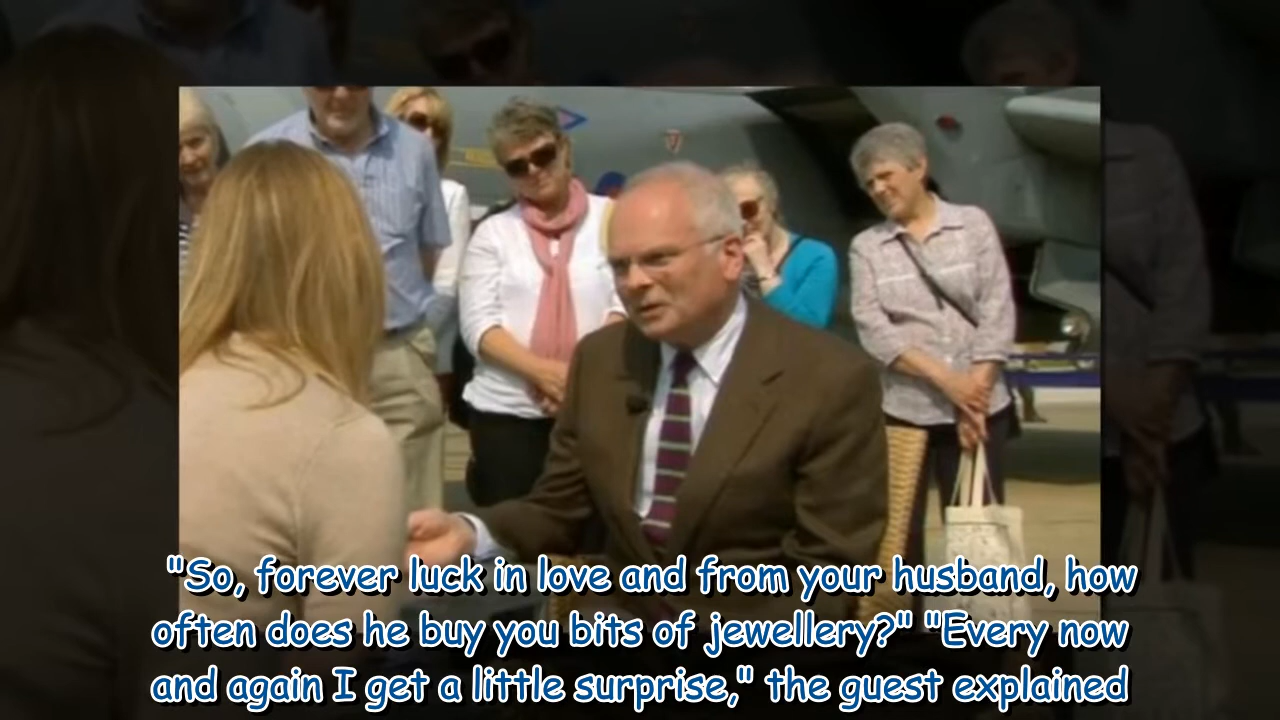 "So, forever luck in love and from your husband, how
often does he buy you bits of jewellery?" "Every now
and again I get a little surprise," the guest explained